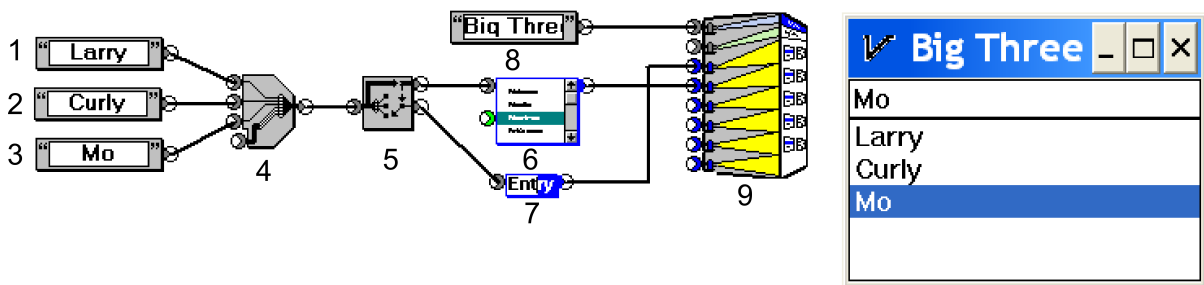 1 “ Larry ”
2 “ Curly ”
3 “ Mo ”
4
5
6
“ Big Thre ”
8
Entry
7
9
Big Three
Mo
Larry
Curly
Mo